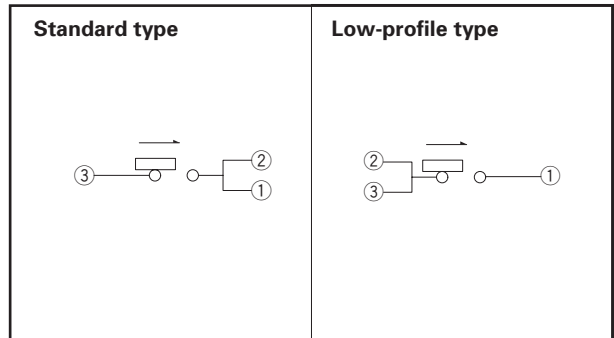 Standard type
Low-profile type
③ ② ①
② ③ ①